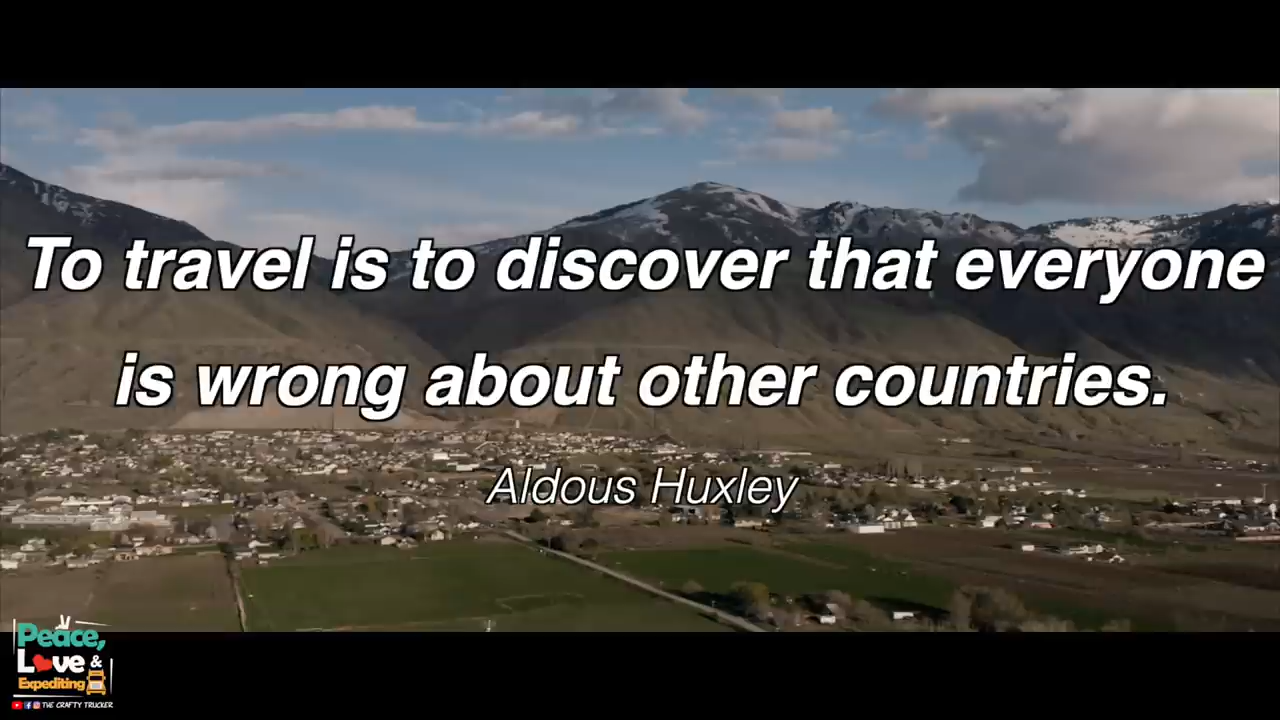 To travel is to discover that everyone
is wrong about other countries.
Aldous Huxley
Peace,
Love &
Expediting
THE CRAFTY TRUCKER